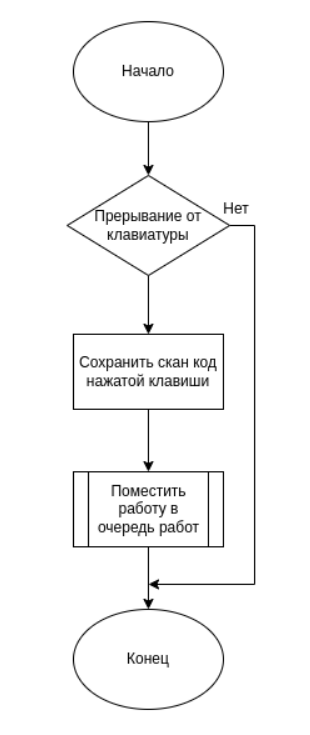 Начало
Нет
Прерывание от
клавиатуры
Сохранить скан код
нажатой клавиши
Поместить
работу в
очередь работ
Конец